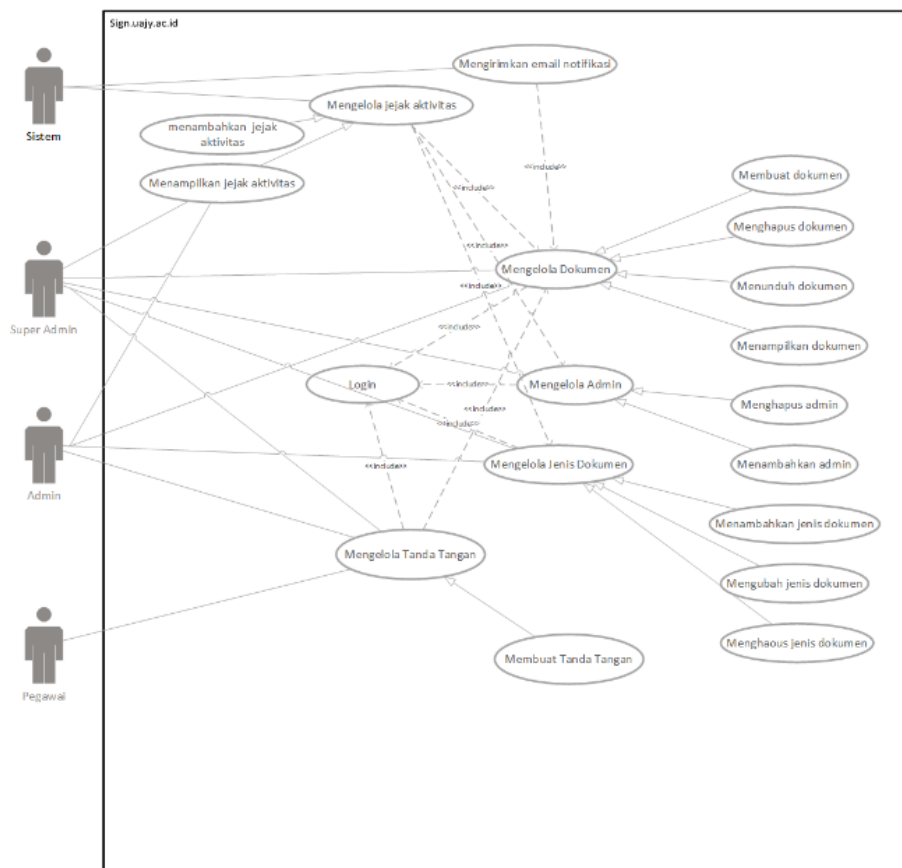 Sign.uajy.ac.id
Mengirimkan email notifikasi
Mengelola jejak aktivitas
menambahkan jejak
aktivitas
Sistem
Menampilkan jejak aktivitas
<<include>>
<<include>>
<<include>>
Membuat dokumen
Menghapus dokumen
<<include>>
Mengelola Dokumen
Menunduh dokumen
<<include>>
Super Admin
<<include>>
Menampilkan dokumen
Login
<<include>>
Mengelola Admin
Menghapus admin
<<include>>
<<include>>
<<include>>
Mengelola Jenis Dokumen
Menambahkan admin
Admin
Menambahkan jenis dokumen
Mengelola Tanda Tangan
Mengubah jenis dokumen
Menghaous jenis dokumen
Membuat Tanda Tangan
Pegawai